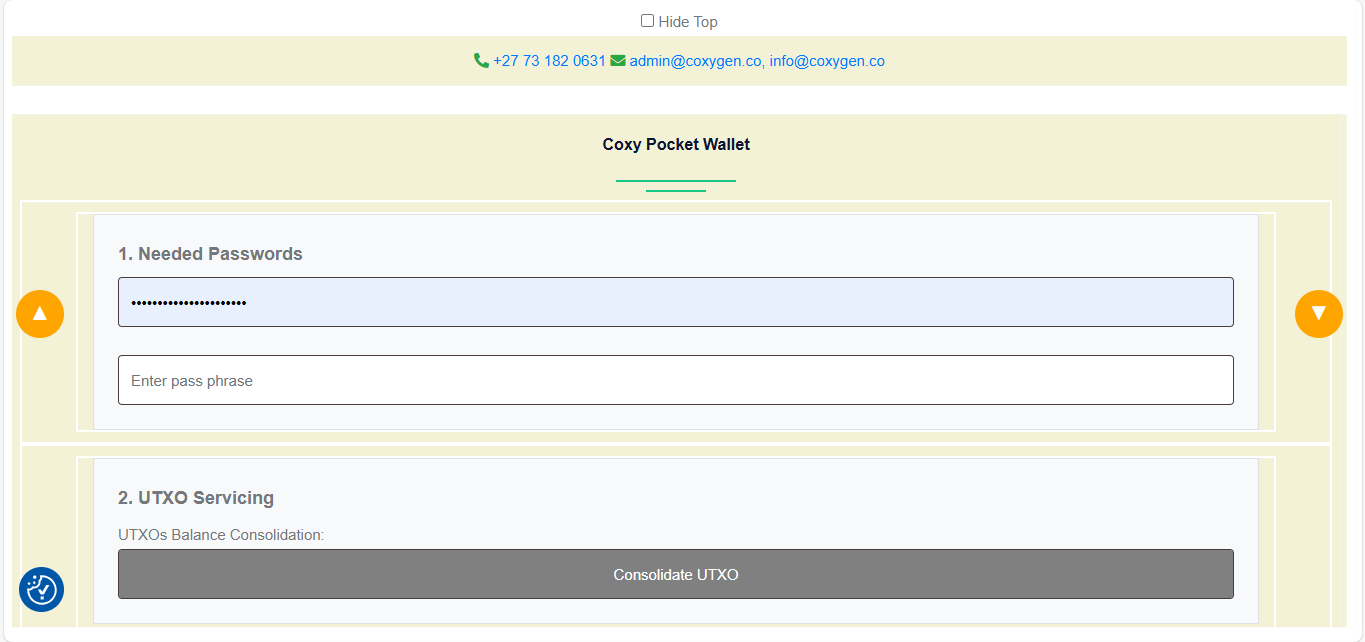 Hide Top
+27 73 182 0631 admin@coxygen.co, info@coxygen.co
Coxy Pocket Wallet
1. Needed Passwords
••••••••••••••••••••••
Enter pass phrase
2. UTXO Servicing
UTXOs Balance Consolidation:
Consolidate UTXO